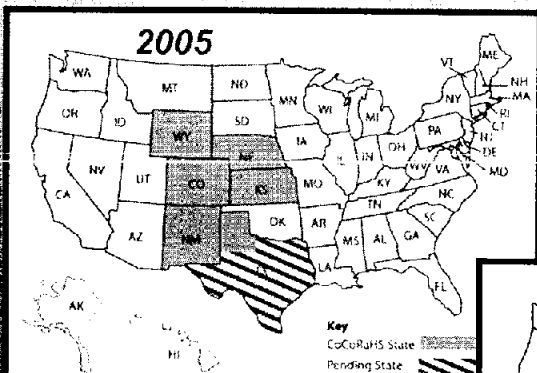 2005
WA
MT
ND
MN
VT
ME
OR
ID
WY
SD
WI
MI
NY
NH
MA
RI
CT
NV
UT
CO
NE
IA
IL
IN
OH
PA
NJ
DE
MD
CA
KS
MO
KY
WV
VA
AZ
NM
OK
AR
TN
NC
SC
MS
AL
GA
LA
FL
AK
HI
Key
CoCoRaHS State
Pending State